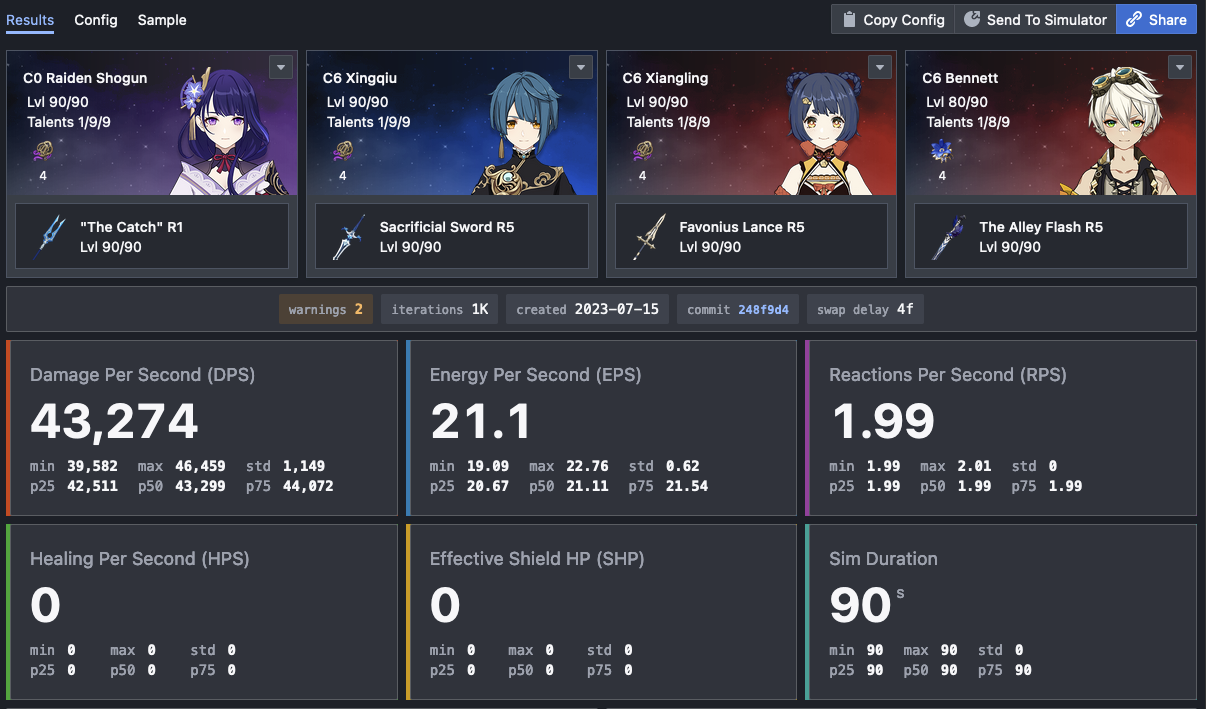 Results Config Sample Copy Config Send To Simulator Share
C0 Raiden Shogun
Lvl 90/90
Talents 1/9/9
4
"The Catch" R1
Lvl 90/90
C6 Xingqiu
Lvl 90/90
Talents 1/9/9
4
Sacrificial Sword R5
Lvl 90/90
C6 Xiangling
Lvl 90/90
Talents 1/8/9
4
Favonius Lance R5
Lvl 90/90
C6 Bennett
Lvl 80/90
Talents 1/8/9
4
The Alley Flash R5
Lvl 90/90
warnings 2 iterations 1K created 2023-07-15 commit 248f9d4 swap delay 4f
Damage Per Second (DPS)
43,274
min 39,582 max 46,459 std 1,149
p25 42,511 p50 43,299 p75 44,072
Energy Per Second (EPS)
21.1
min 19.09 max 22.76 std 0.62
p25 20.67 p50 21.11 p75 21.54
Reactions Per Second (RPS)
1.99
min 1.99 max 2.01 std 0
p25 1.99 p50 1.99 p75 1.99
Healing Per Second (HPS)
0
min 0 max 0 std 0
p25 0 p50 0 p75 0
Effective Shield HP (SHP)
0
min 0 max 0 std 0
p25 0 p50 0 p75 0
Sim Duration
90 s
min 90 max 90 std 0
p25 90 p50 90 p75 90